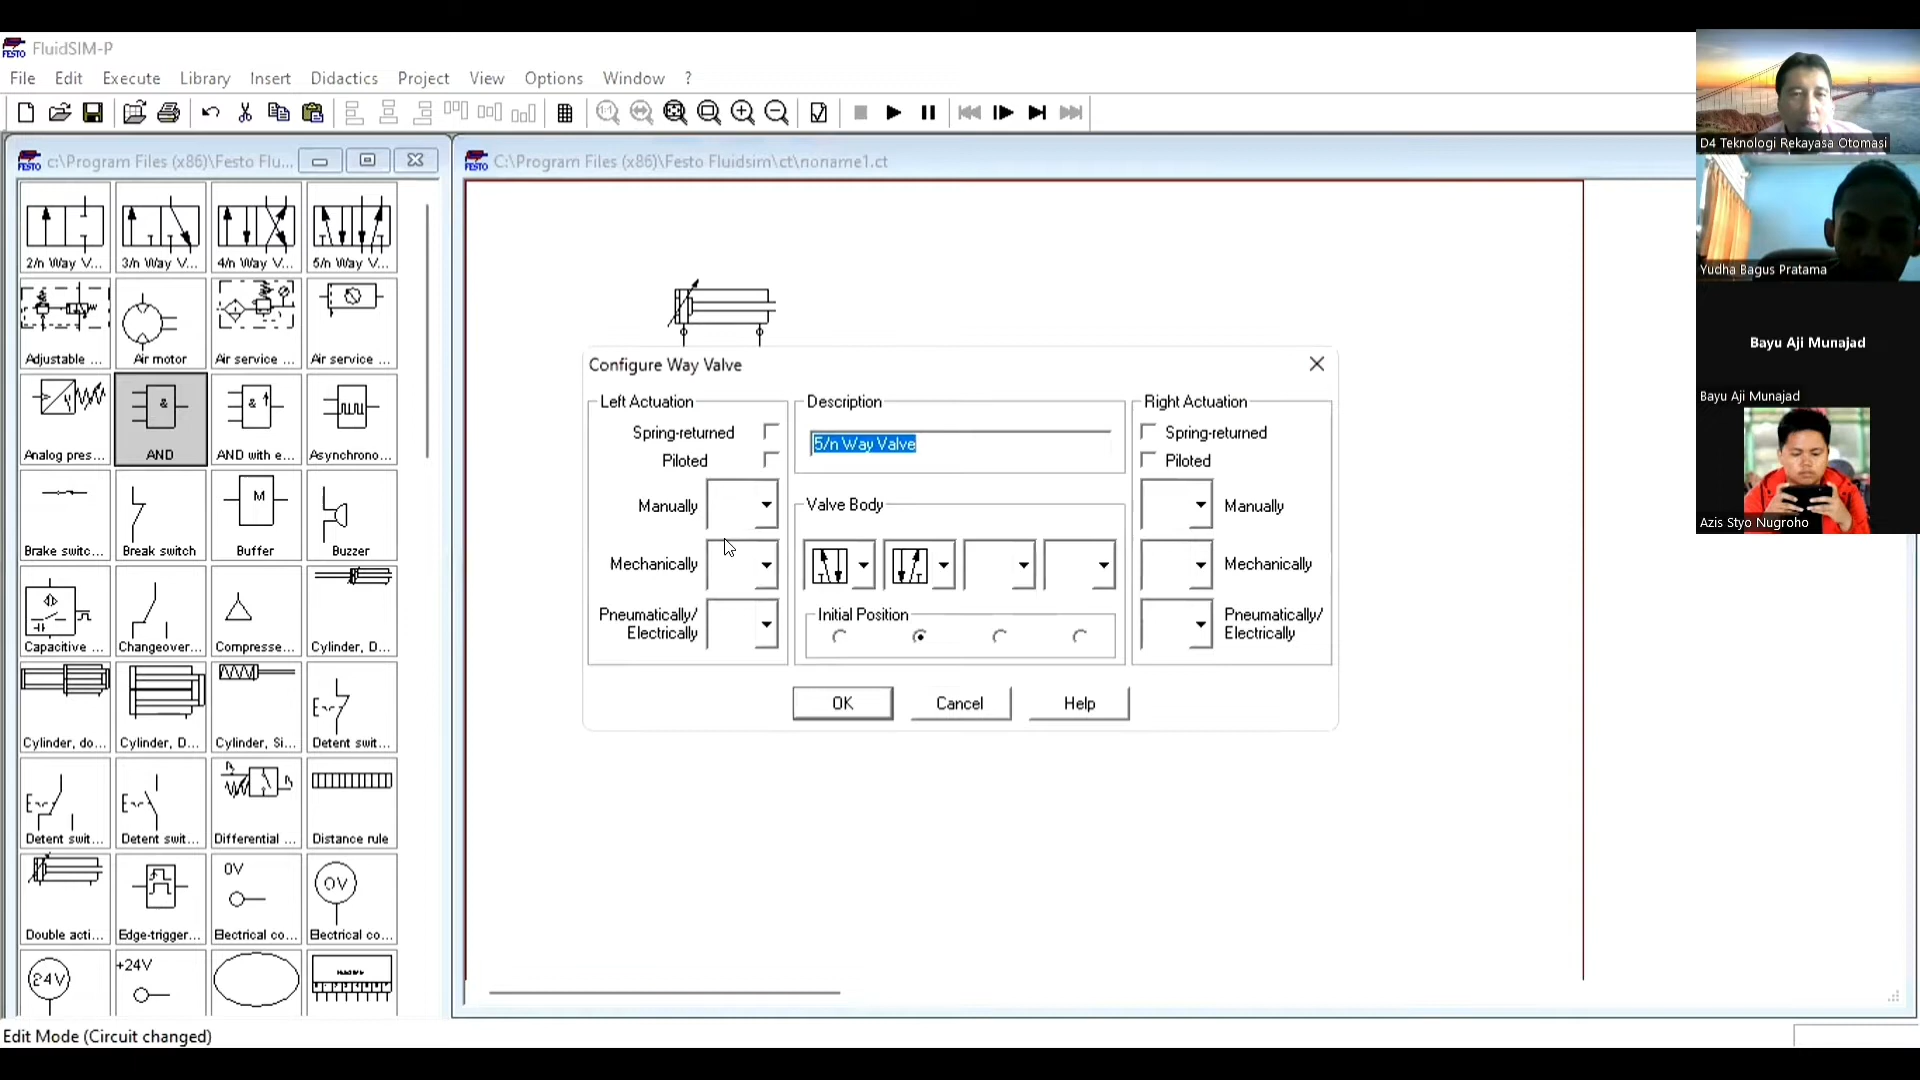 FESTO FluidSIM-P
File Edit Execute Library Insert Didactics Project View Options Window ?
FESTO c:\Program Files (x86)\Festo Flu...
FESTO C:\Program Files (x86)\Festo Fluidsim\ct\noname1.ct
2/n Way V... 3/n Way V... 4/n Way V... 5/n Way V...
Adjustable ... Air motor Air service ... Air service ...
& &
Analog pres... AND AND with e... Asynchrono...
M
Brake switc... Break switch Buffer Buzzer
Capacitive ... Changeover... Compresse... Cylinder, D...
Cylinder, do... Cylinder, D... Cylinder, Si... Detent swit...
Detent swit... Detent swit... Differential ... Distance rule
0V 0V
Double acti... Edge-trigger... Electrical co... Electrical co...
24V +24V
Configure Way Valve
Left Actuation
Spring-returned
Piloted
Manually
Mechanically
Pneumatically/
Electrically
Description
5/n Way Valve
Valve Body
Initial Position
Right Actuation
Spring-returned
Piloted
Manually
Mechanically
Pneumatically/
Electrically
OK Cancel Help
D4 Teknologi Rekayasa Otomasi
Yudha Bagus Pratama
Bayu Aji Munajad
Bayu Aji Munajad
Azis Styo Nugroho
Edit Mode (Circuit changed)